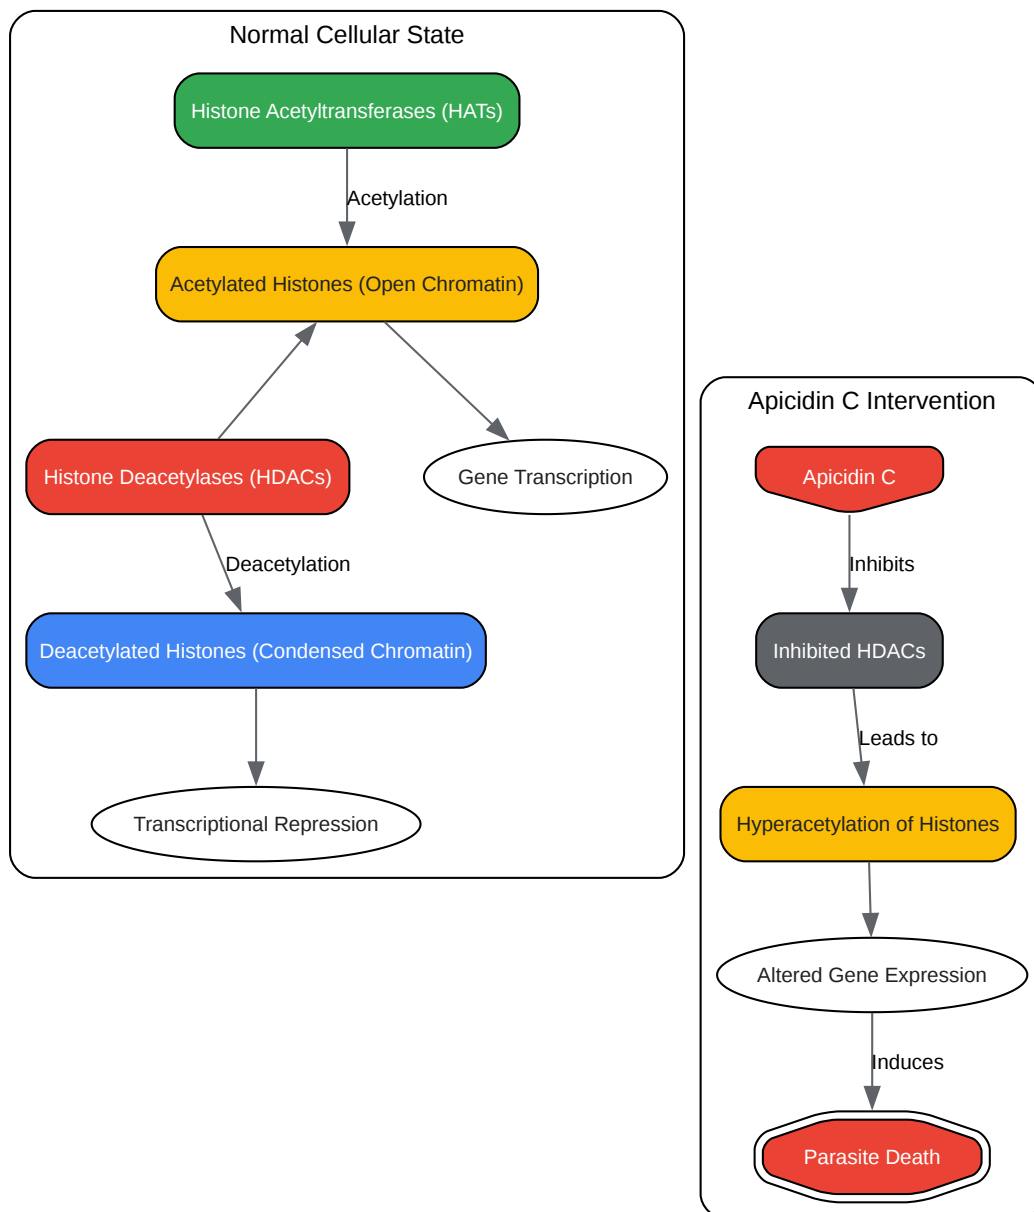 Normal Cellular State
Histone Acetyltransferases (HATs)
Acetylation
Acetylated Histones (Open Chromatin)
Histone Deacetylases (HDACs)
Gene Transcription
Deacetylation
Deacetylated Histones (Condensed Chromatin)
Transcriptional Repression
Apicidin C Intervention
Apicidin C
Inhibits
Inhibited HDACs
Leads to
Hyperacetylation of Histones
Altered Gene Expression
Induces
Parasite Death